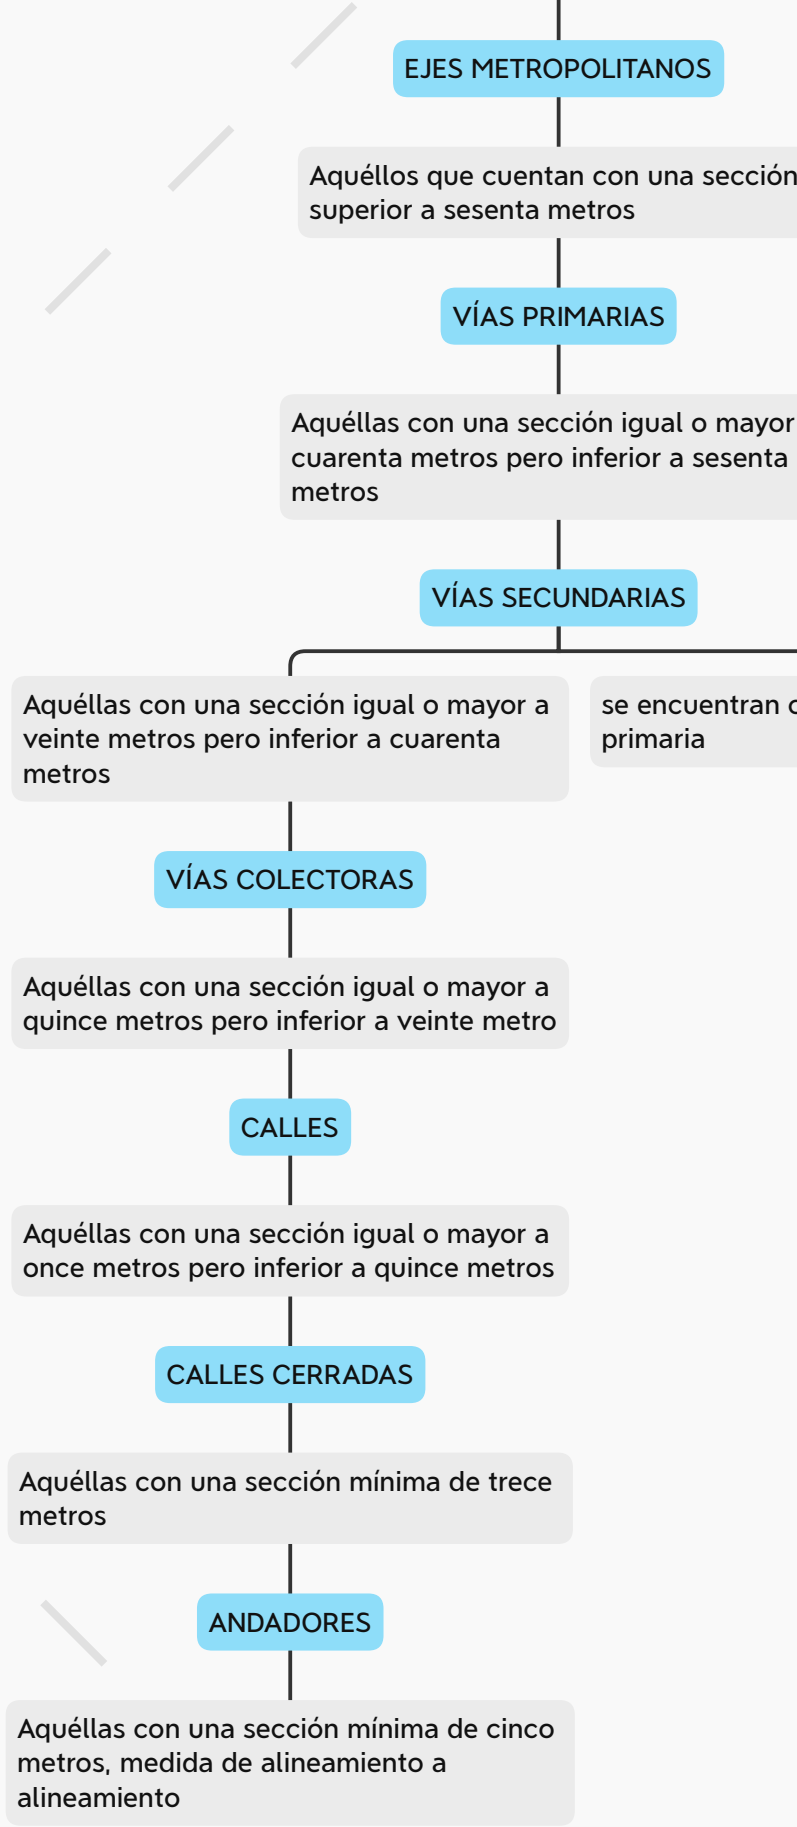 EJES METROPOLITANOS
Aquéllos que cuentan con una sección
superior a sesenta metros
VÍAS PRIMARIAS
Aquéllas con una sección igual o mayor
cuarenta metros pero inferior a sesenta
metros
VÍAS SECUNDARIAS
Aquéllas con una sección igual o mayor a
veinte metros pero inferior a cuarenta
metros
se encuentran
primaria
VÍAS COLECTORAS
Aquéllas con una sección igual o mayor a
quince metros pero inferior a veinte metro
CALLES
Aquéllas con una sección igual o mayor a
once metros pero inferior a quince metros
CALLES CERRADAS
Aquéllas con una sección mínima de trece
metros
ANDADORES
Aquéllas con una sección mínima de cinco
metros, medida de alineamiento a
alineamiento